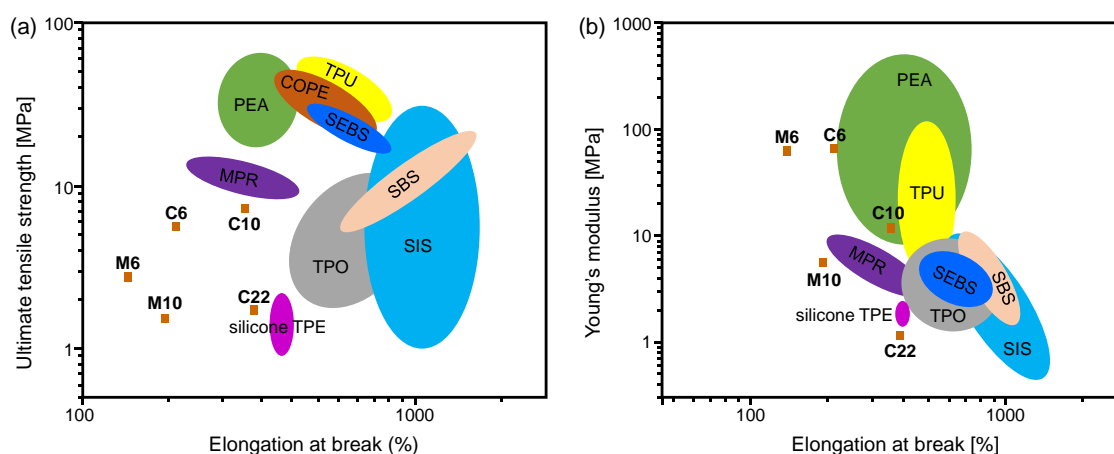 (a)
Ultimate tensile strength [MPa]
100
10
1
100
1000
Elongation at break (%)
PEA
COPE
TPU
SEBS
MPR
SBS
C6
C10
SIS
TPO
M6
M10
C22
silicone TPE
(b)
Young's modulus [MPa]
1000
100
10
1
100
1000
Elongation at break [%]
PEA
M6
C6
TPU
C10
MPR
M10
SEBS
SBS
silicone TPE
TPO
C22
SIS